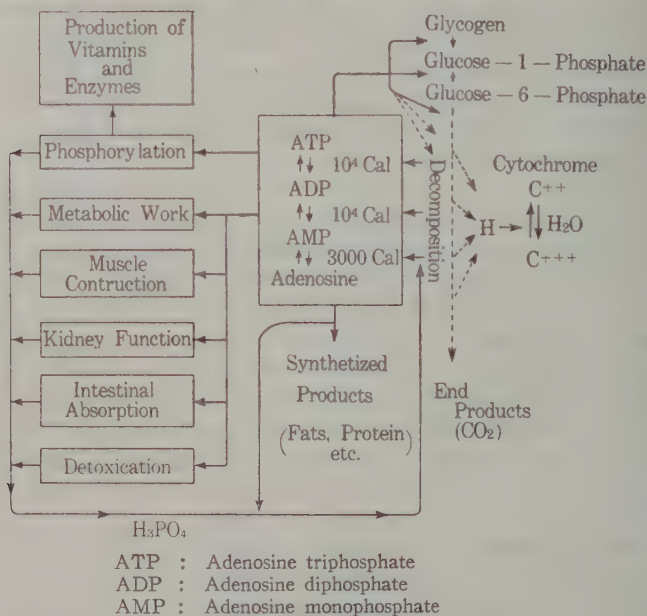 Production of
Vitamins
and
Enzymes
Phosphorylation
Metabolic Work
Muscle
Contruction
Kidney Function
Intestinal
Absorption
Detoxication
H₃PO₄
ATP
10⁴ Cal
ADP
10⁴ Cal
AMP
3000 Cal
Adenosine
Synthetized
Products
(Fats, Protein)
etc.
Glycogen
Glucose — 1 — Phosphate
Glucose — 6 — Phosphate
Decomposition
Cytochrome
C++
H
H₂O
C+++
End
Products
(CO₂)
ATP : Adenosine triphosphate
ADP : Adenosine diphosphate
AMP : Adenosine monophosphate